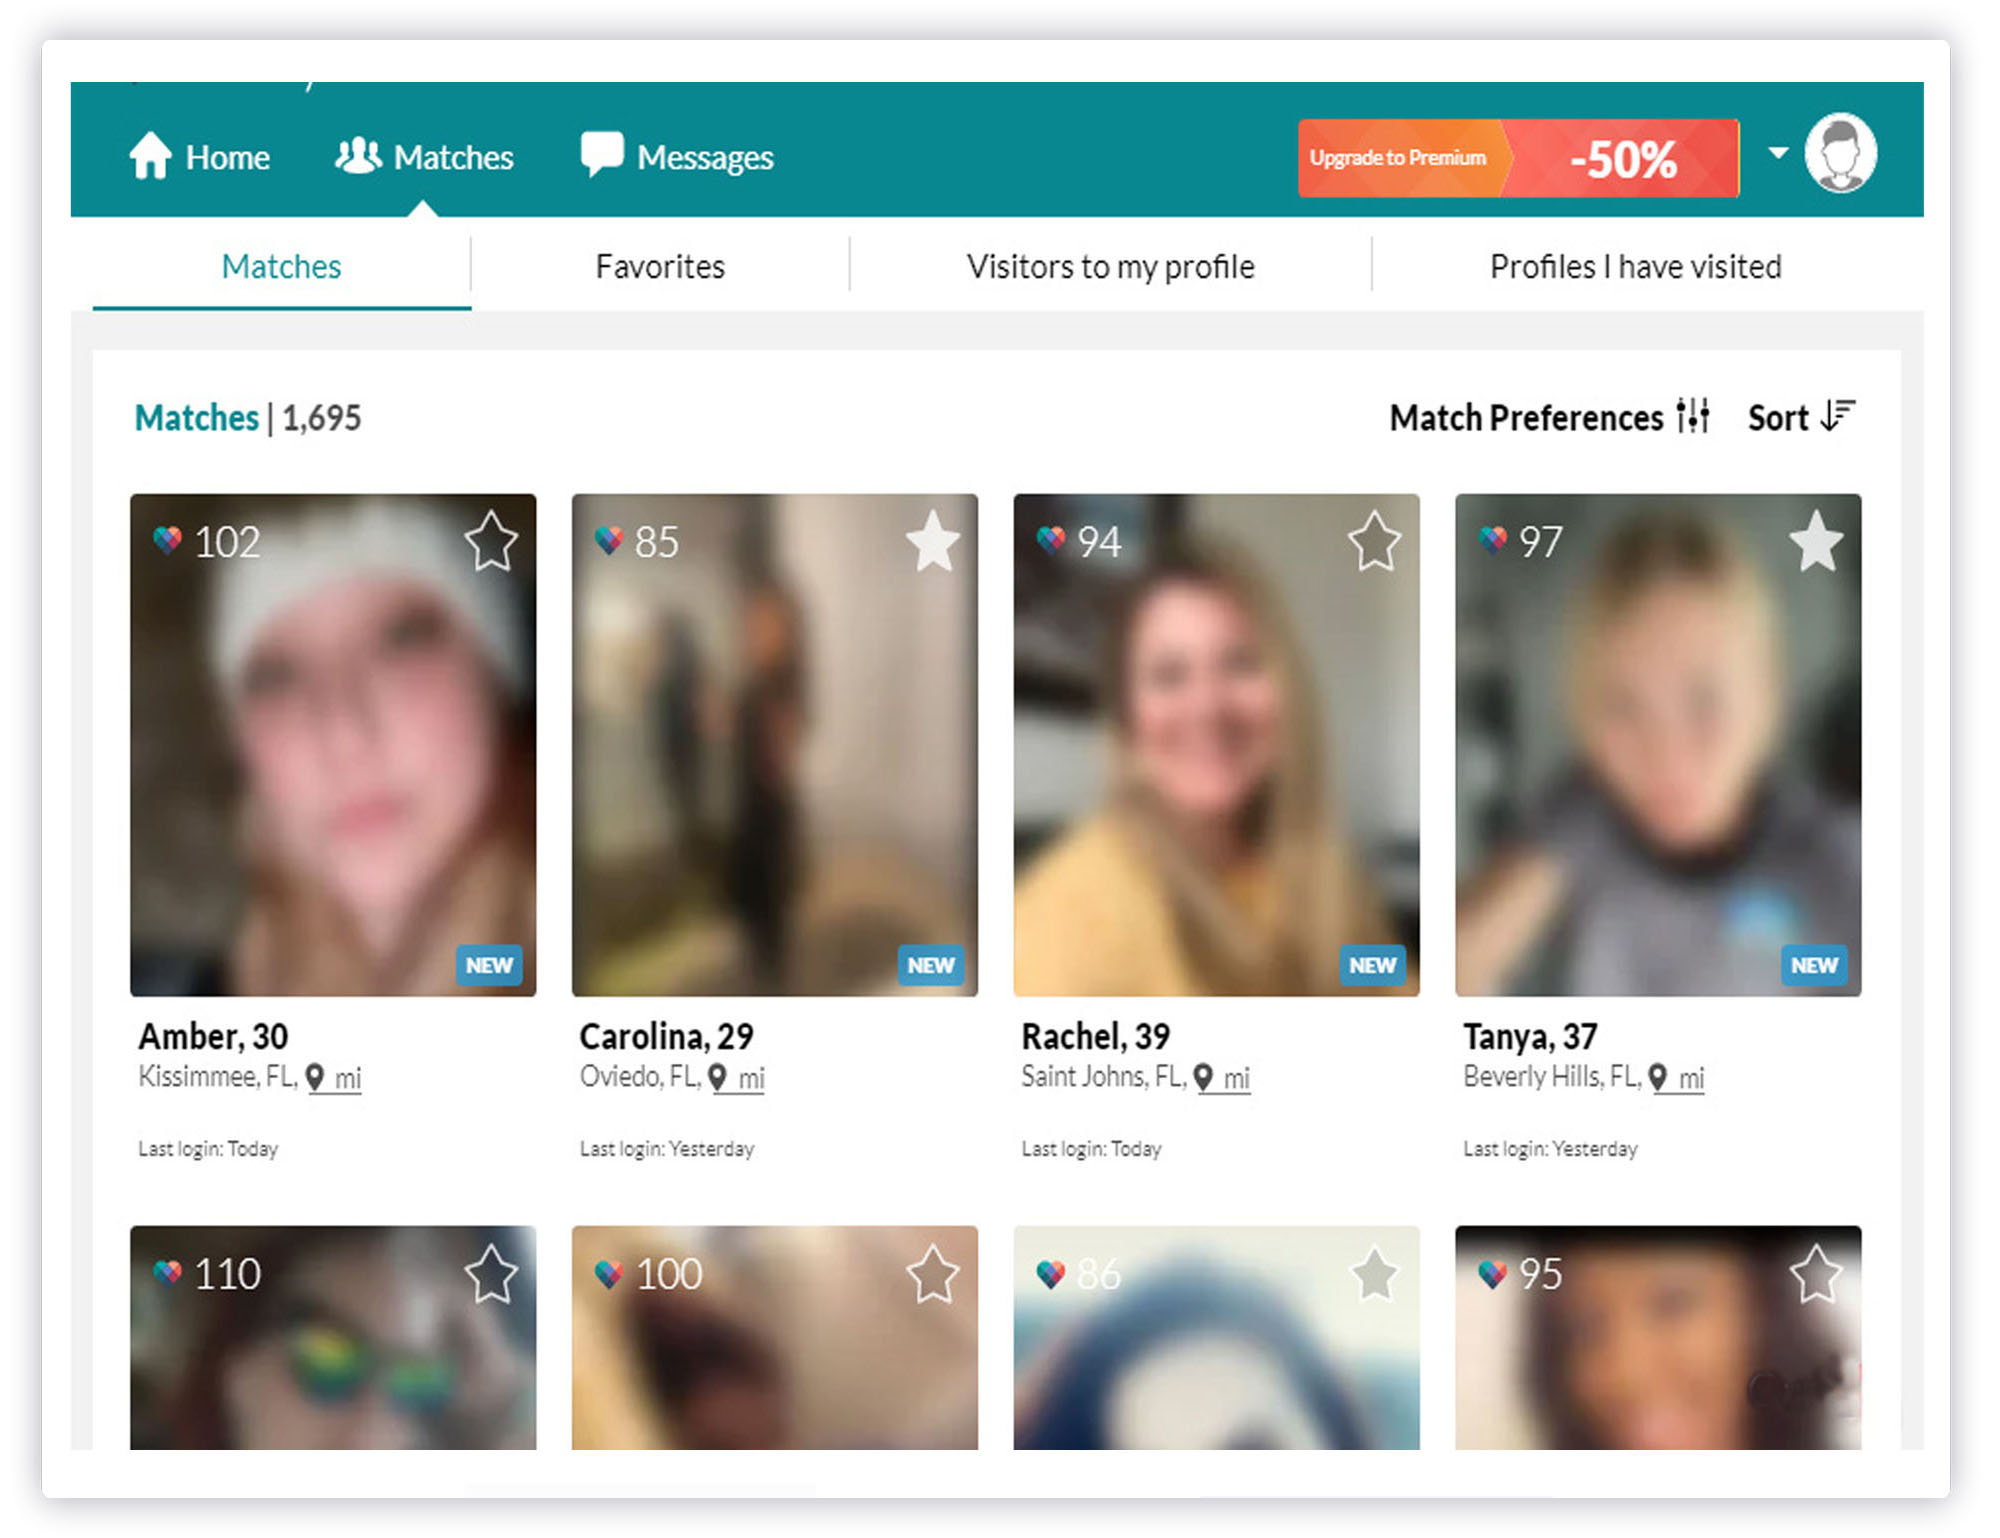 Home
Matches
Messages
Upgrade to Premium
-50%
Matches
Favorites
Visitors to my profile
Profiles I have visited
Matches | 1,695
Match Preferences
Sort
102
85
94
97
NEW
NEW
NEW
NEW
Amber, 30
Carolina, 29
Rachel, 39
Tanya, 37
Kissimmee, FL, mi
Oviedo, FL, mi
Saint Johns, FL, mi
Beverly Hills, FL, mi
Last login: Today
Last login: Yesterday
Last login: Today
Last login: Yesterday
110
100
86
95